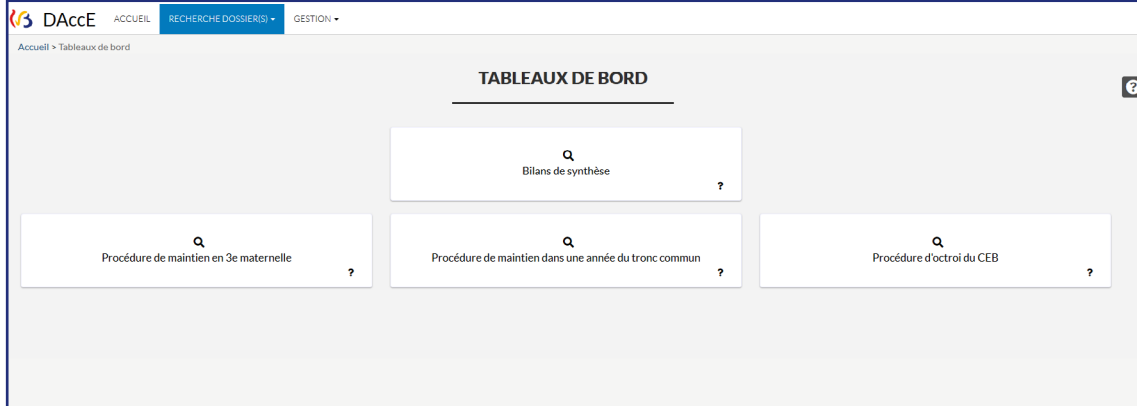 DAccE ACCUEIL RECHERCHE DOSSIER(S) GESTION
Accueil > Tableaux de bord
TABLEAUX DE BORD
?
Bilans de synthèse
?
Procédure de maintien en 3e maternelle
?
Procédure de maintien dans une année du tronc commun
?
Procédure d'octroi du CEB
?